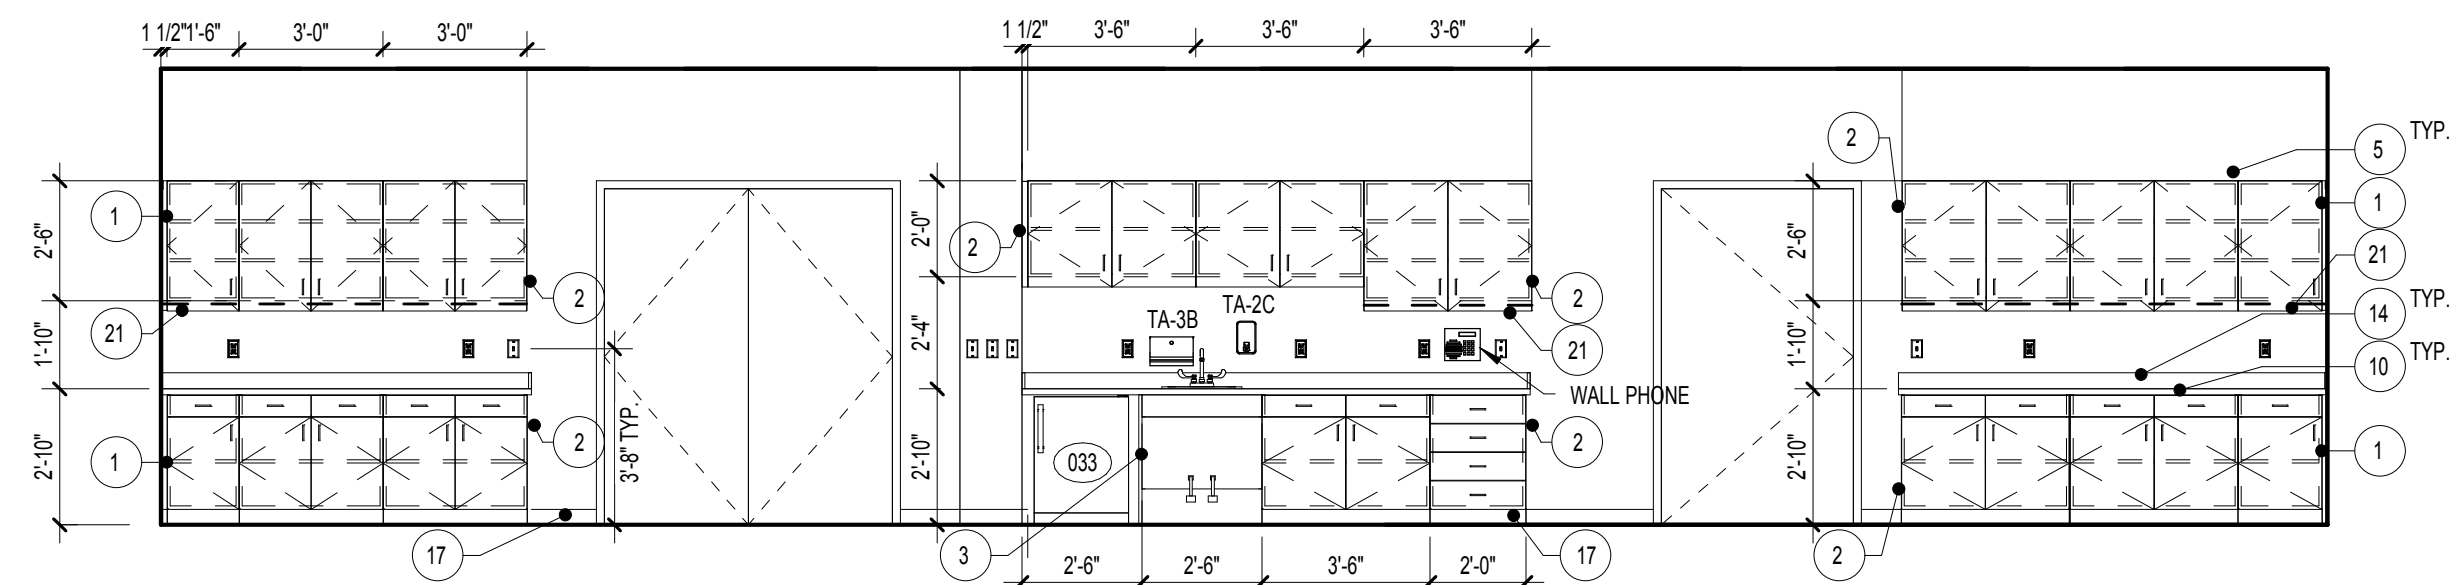 1 1/2" 1'-6" 3'-0" 3'-0" 1 1/2" 3'-6" 3'-6" 3'-6"
2 5 TYP.
1 2 1
2'-6" 2'-0" 2'-6"
2 2 21
21 TA-3B TA-2C 14 TYP.
1'-10" 2'-4" 21 1'-10"
10 TYP.
WALL PHONE
2 2
1 2'-10" 3'-8" TYP. 2'-10" 033 2'-10" 1
17 3 17 2
2'-6" 2'-6" 3'-6" 2'-0"